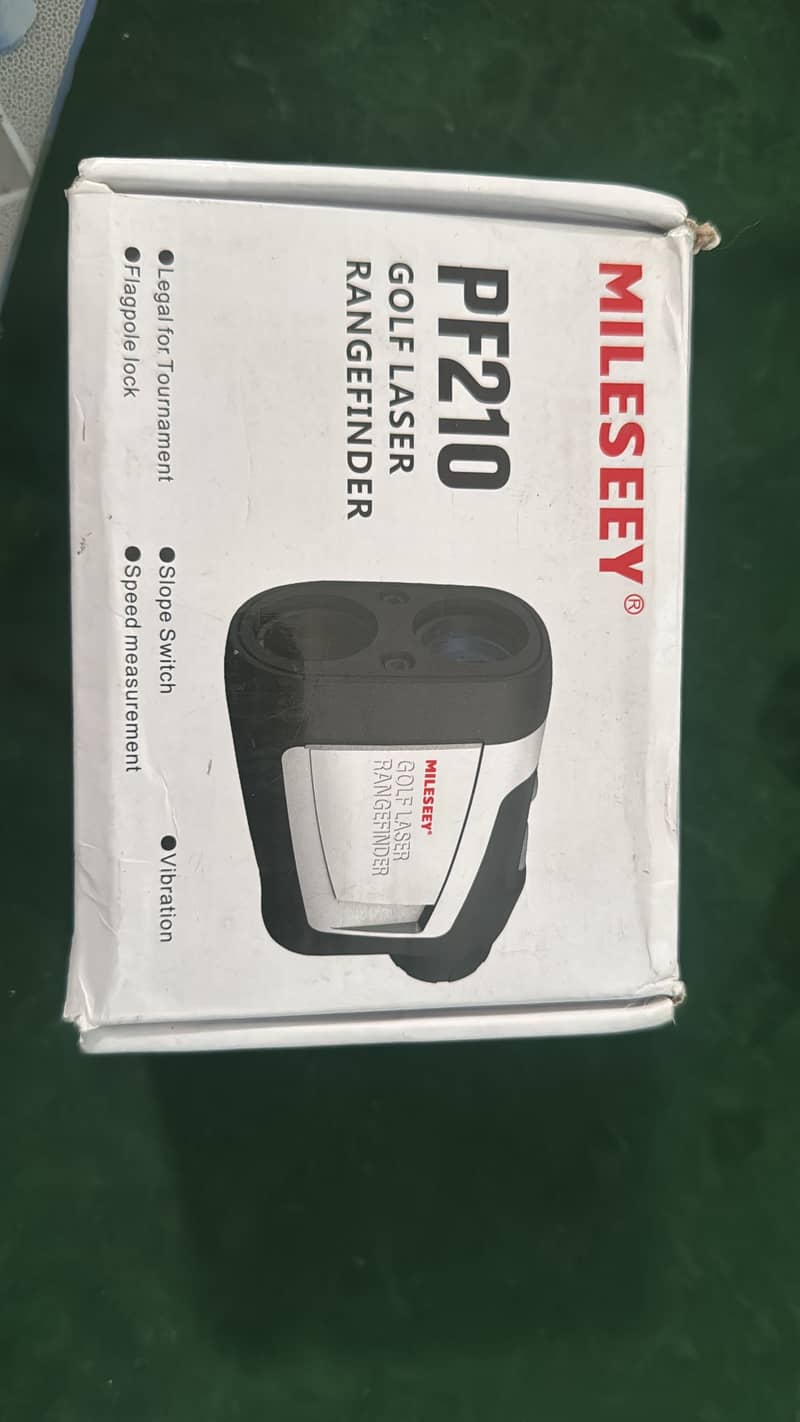 MILESEEY®
PF210
GOLF LASER
RANGEFINDER
MILESEEY®
GOLF LASER
RANGEFINDER
●Legal for Tournament ●Slope Switch ●Vibration
●Flagpole lock ●Speed measurement